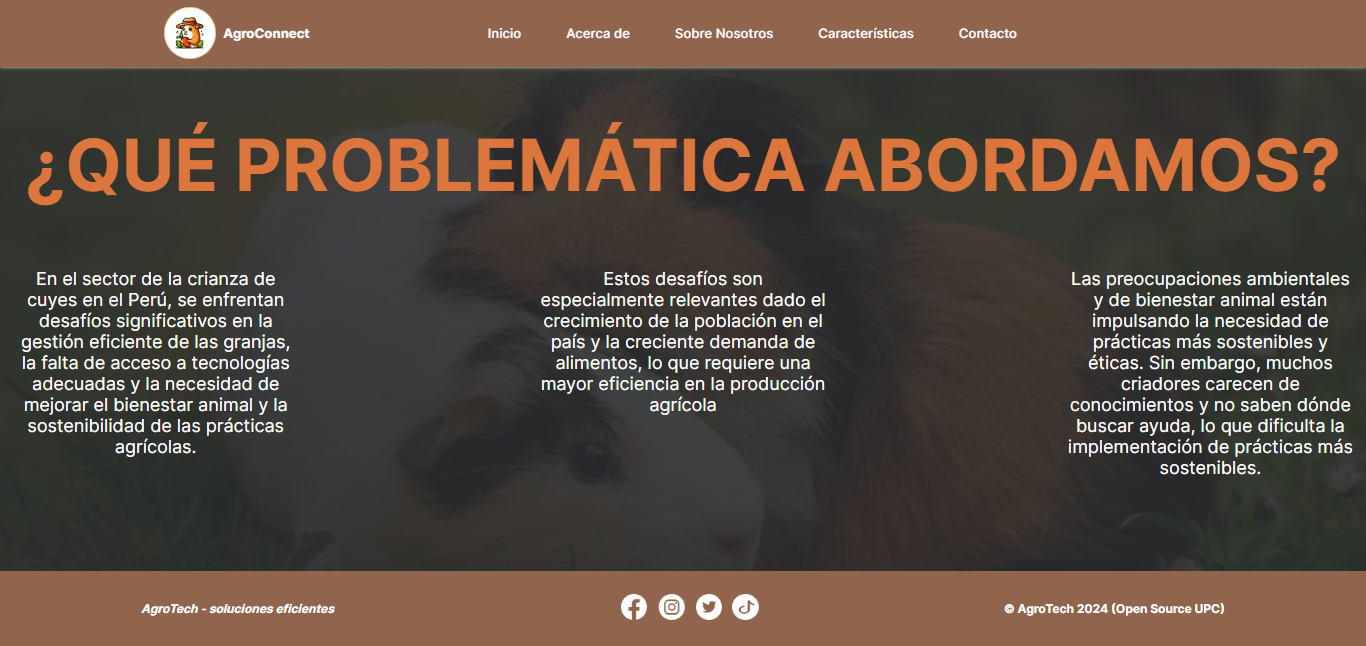 AgroConnect
Inicio
Acerca de
Sobre Nosotros
Características
Contacto
¿QUÉ PROBLEMÁTICA ABORDAMOS?
En el sector de la crianza de
cuyes en el Perú, se enfrentan
desafíos significativos en la
gestión eficiente de las granjas,
la falta de acceso a tecnologías
adecuadas y la necesidad de
mejorar el bienestar animal y la
sostenibilidad de las prácticas
agrícolas.
Estos desafíos son
especialmente relevantes dado el
crecimiento de la población en el
país y la creciente demanda de
alimentos, lo que requiere una
mayor eficiencia en la producción
agrícola
Las preocupaciones ambientales
y de bienestar animal están
impulsando la necesidad de
prácticas más sostenibles y
éticas. Sin embargo, muchos
criadores carecen de
conocimientos y no saben dónde
buscar ayuda, lo que dificulta la
implementación de prácticas más
sostenibles.
AgroTech - soluciones eficientes
© AgroTech 2024 (Open Source UPC)